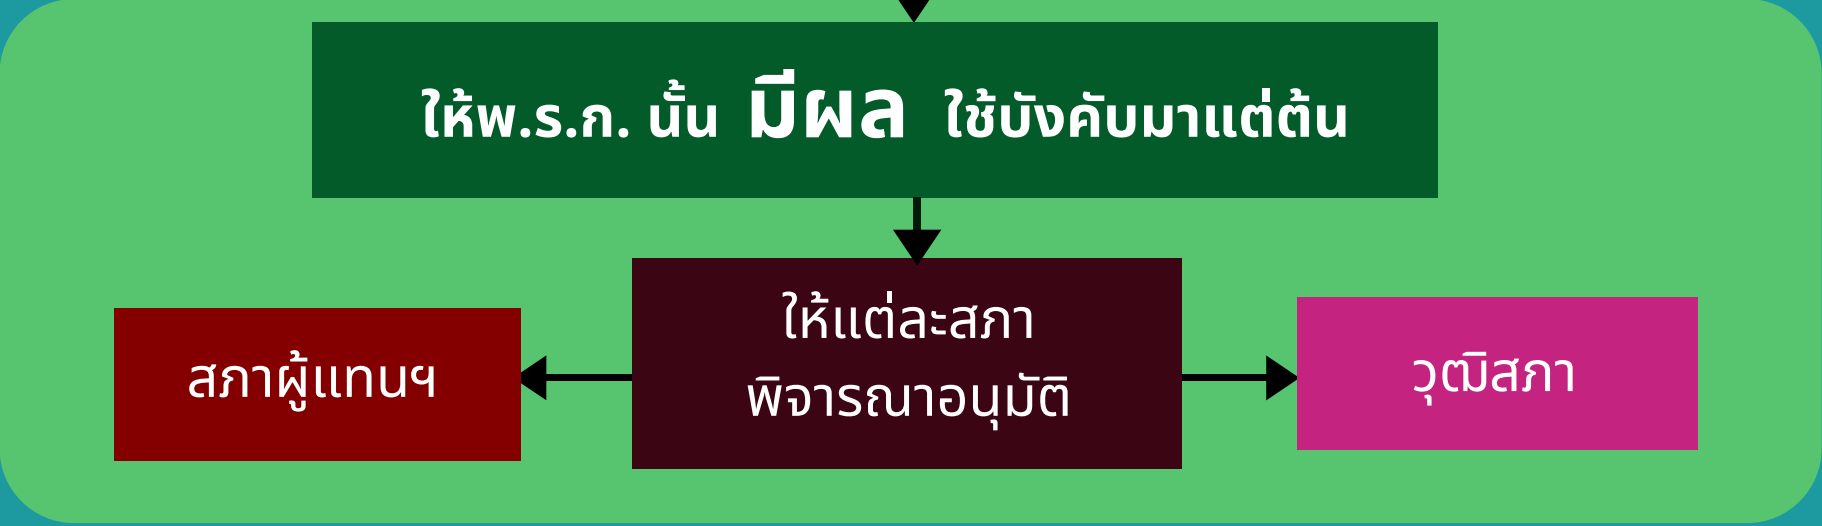 ให้พ.ร.ก. นั้น มีผล ใช้บังคับมาแต่ต้น
ให้แต่ละสภา
พิจารณาอนุมัติ
สภาผู้แทนฯ
วุฒิสภา